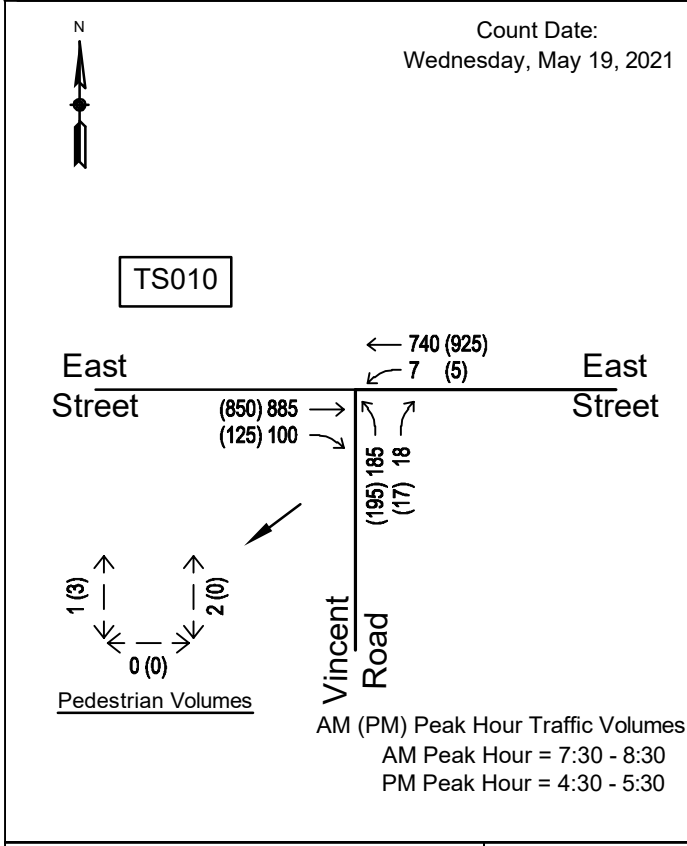 N
Count Date:
Wednesday, May 19, 2021
TS010
740 (925)
7 (5)
East
Street
East
Street
(850) 885
(125) 100
(195) 185
(17) 18
1 (3)
2 (0)
0 (0)
Pedestrian Volumes
Vincent
Road
AM (PM) Peak Hour Traffic Volumes
AM Peak Hour = 7:30 - 8:30
PM Peak Hour = 4:30 - 5:30